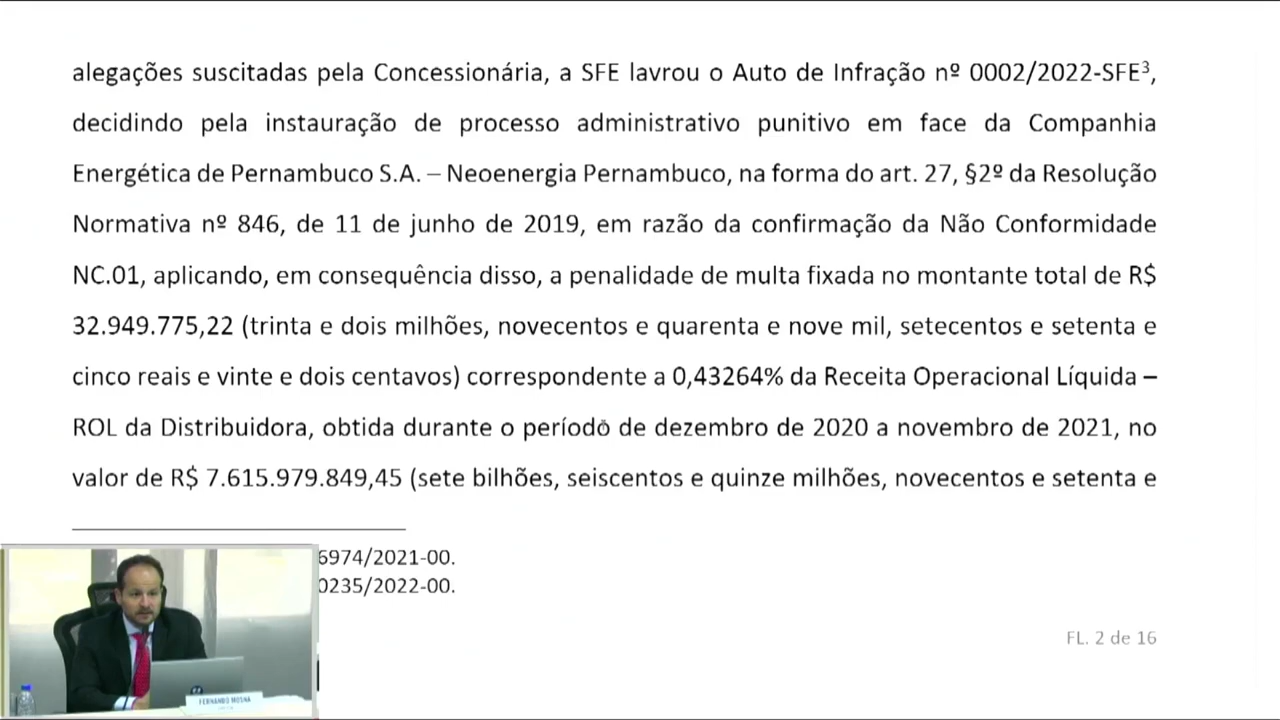 alegações suscitadas pela Concessionária, a SFE lavrou o Auto de Infração nº 0002/2022-SFE³,
decidindo pela instauração de processo administrativo punitivo em face da Companhia
Energética de Pernambuco S.A. – Neoenergia Pernambuco, na forma do art. 27, §2º da Resolução
Normativa nº 846, de 11 de junho de 2019, em razão da confirmação da Não Conformidade
NC.01, aplicando, em consequência disso, a penalidade de multa fixada no montante total de R$
32.949.775,22 (trinta e dois milhões, novecentos e quarenta e nove mil, setecentos e setenta e
cinco reais e vinte e dois centavos) correspondente a 0,43264% da Receita Operacional Líquida –
ROL da Distribuidora, obtida durante o período de dezembro de 2020 a novembro de 2021, no
valor de R$ 7.615.979.849,45 (sete bilhões, seiscentos e quinze milhões, novecentos e setenta e
6974/2021-00.
0235/2022-00.
FL. 2 de 16
FERNANDO MOSNA